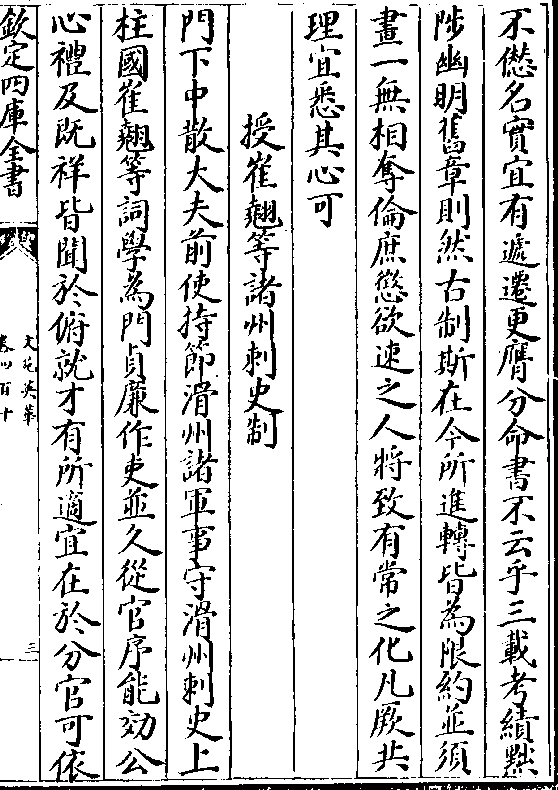 不愆名實宜有遞遷更膺分命書不云乎三載考績黜
陟幽明舊章則然古制斯在今所進轉皆為限約並須
畫一無相奪倫庶懲欲速之人將致有常之化凡厥共
理宜悉其心可
授崔翹等諸州刺史制
門下中散大夫前使持節滑州諸軍事守滑州刺史上
柱國崔翹等詞學為門貞廉作吏並久從官序能効公
心禮及既祥皆聞於俯就才有所適宜在於分官可依
欽定四庫全書
文苑英華
卷四百十
三